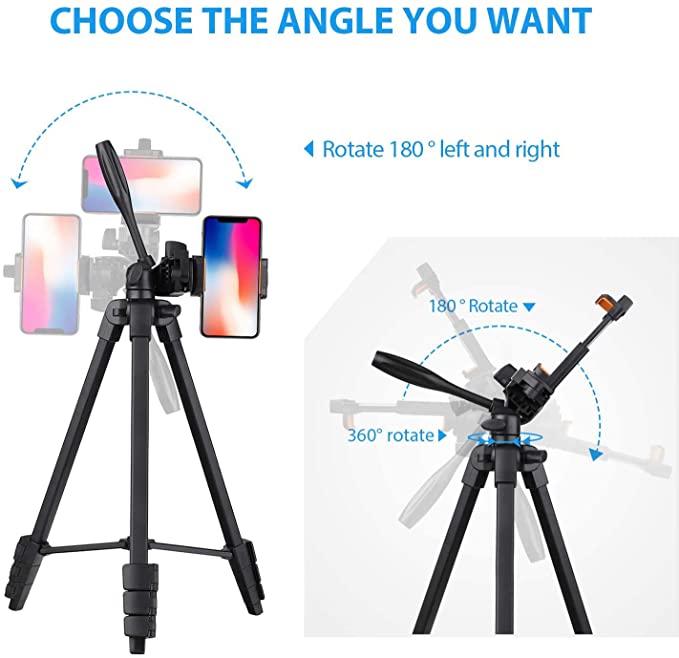 CHOOSE THE ANGLE YOU WANT
Rotate 180 ° left and right
180 ° Rotate
360° rotate